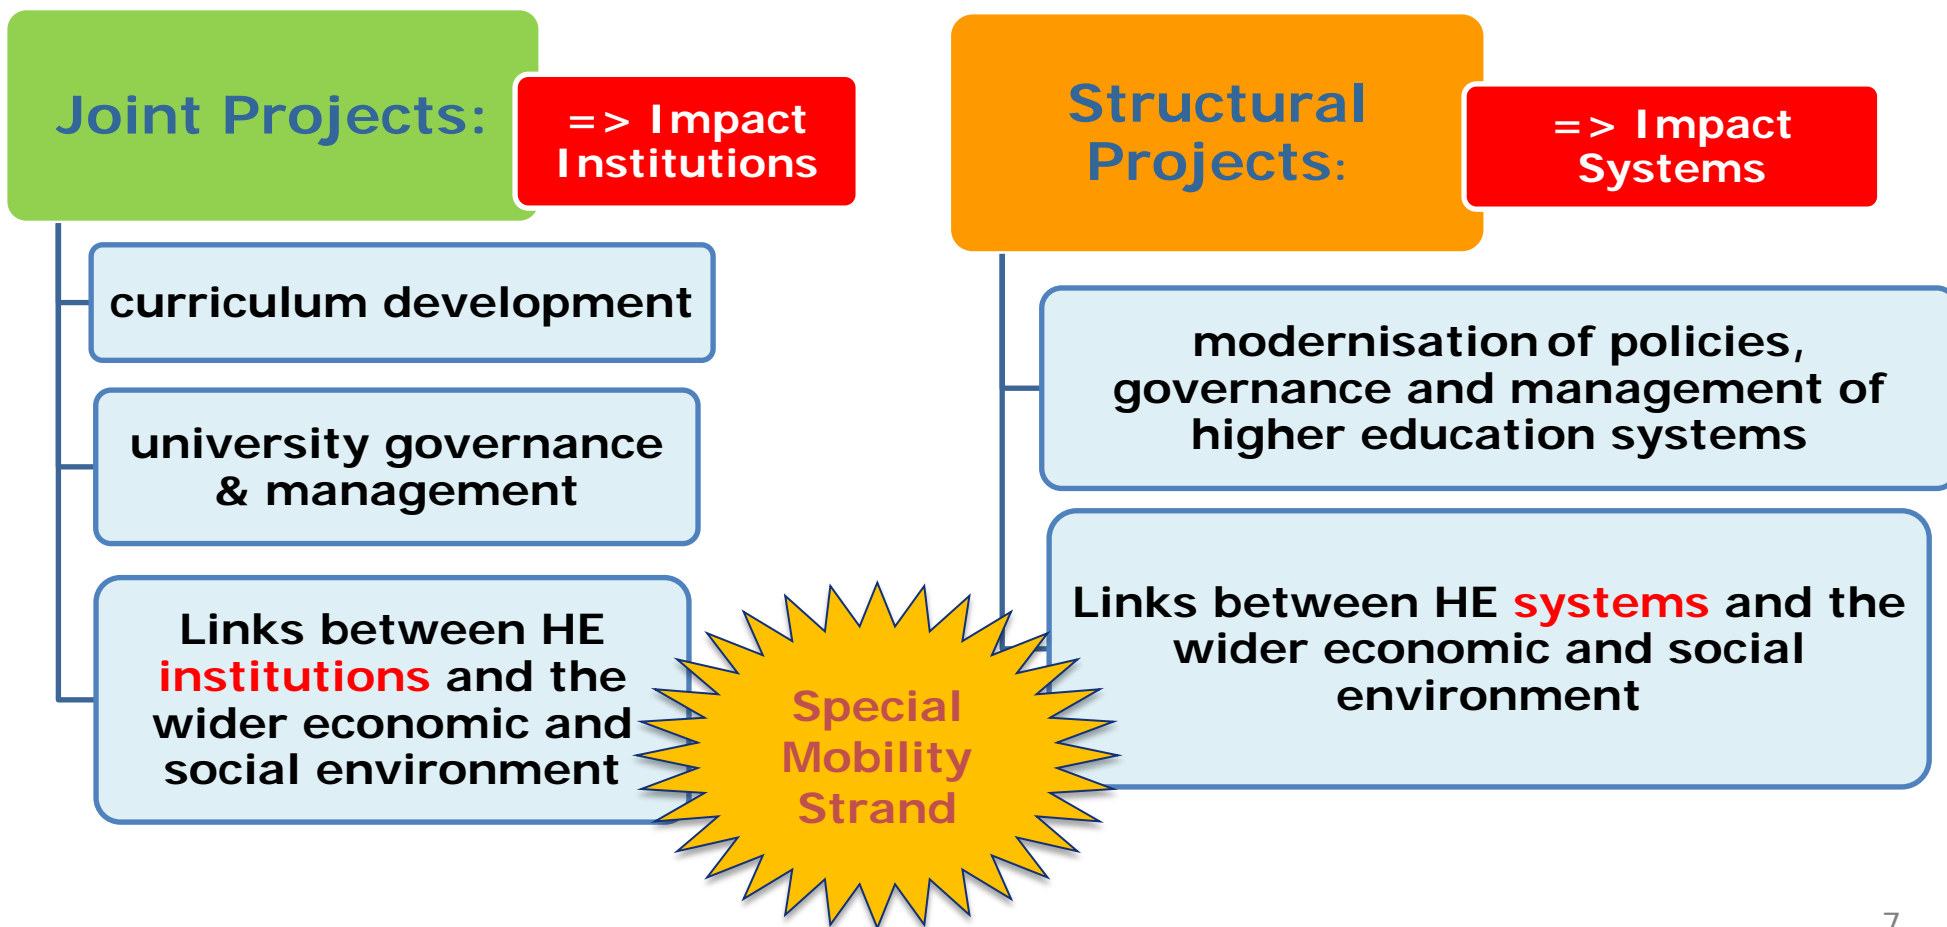 Joint Projects:
=> Impact
Institutions
curriculum development
university governance
& management
Links between HE
institutions and the
wider economic and
social environment
Structural
Projects:
=> Impact
Systems
modernisation of policies,
governance and management of
higher education systems
Links between HE systems and the
wider economic and social
environment
Special
Mobility
Strand
7